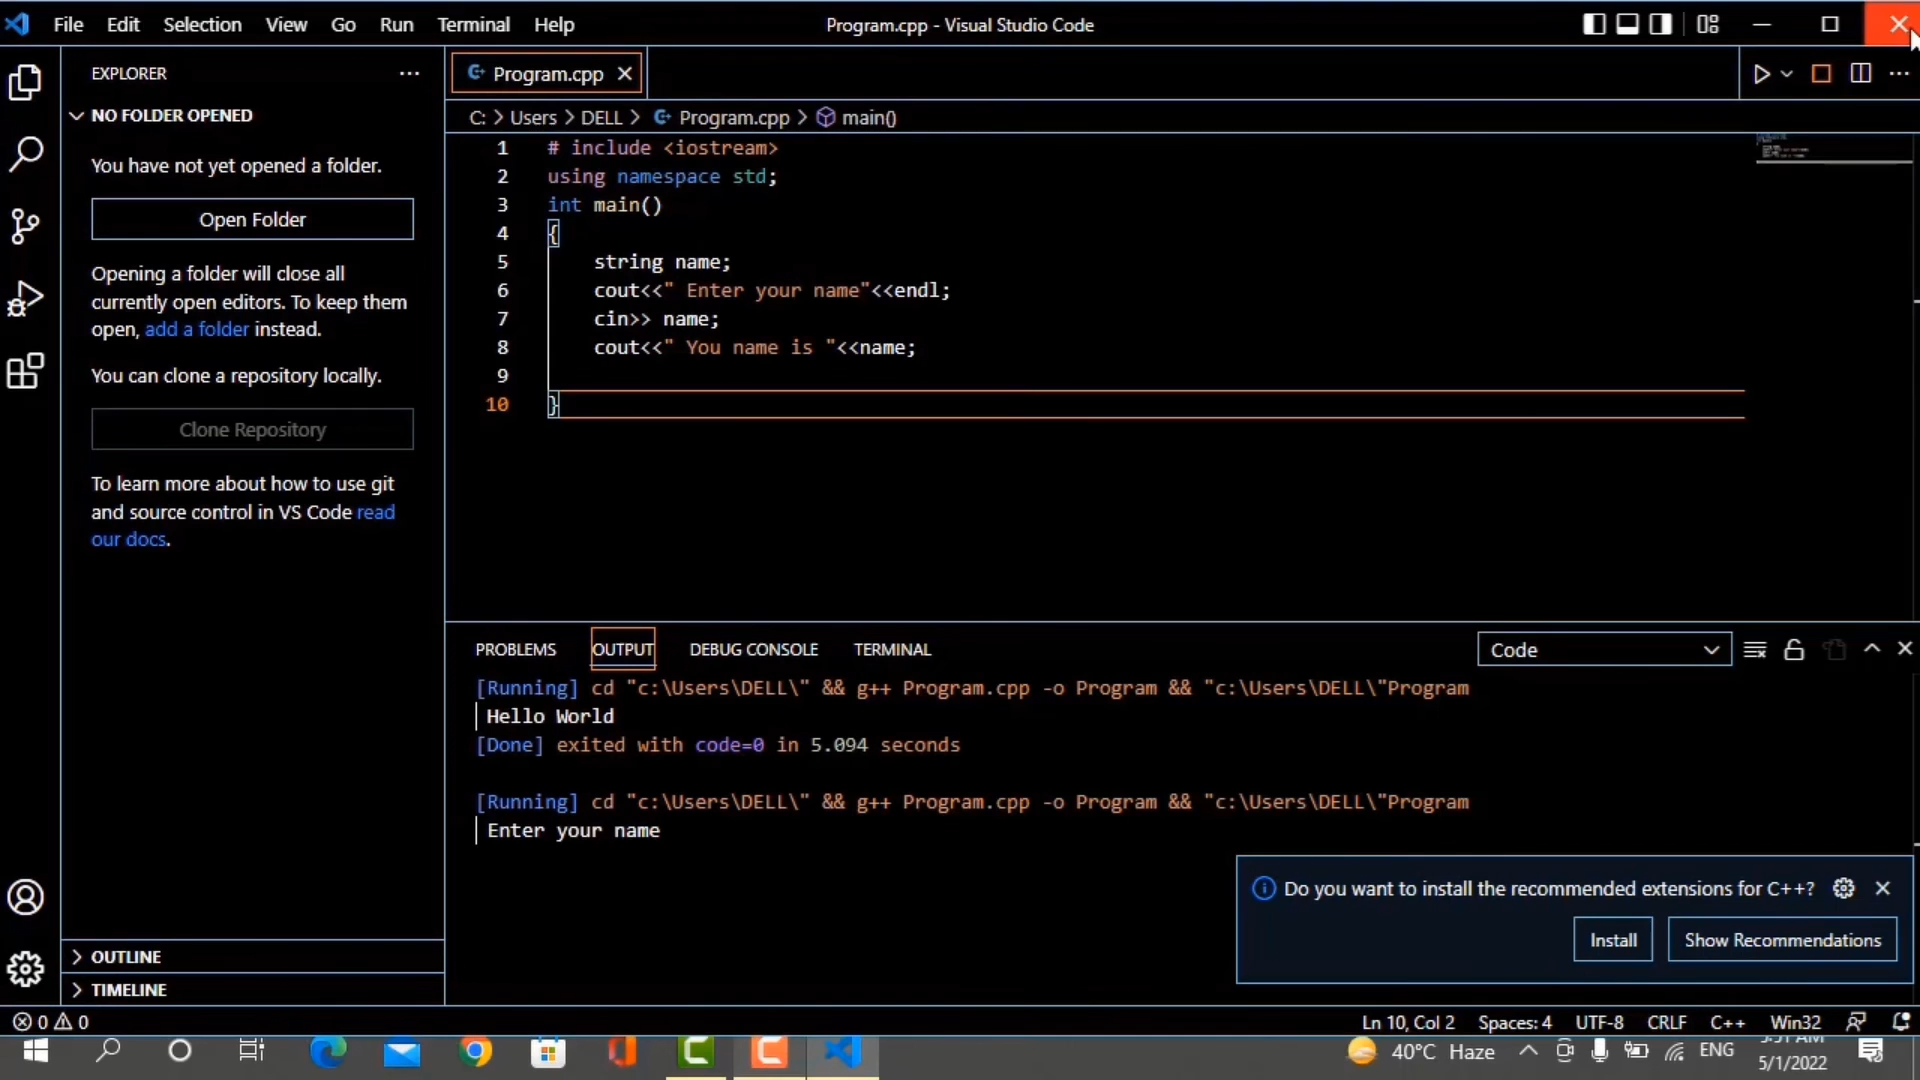 File Edit Selection View Go Run Terminal Help
Program.cpp - Visual Studio Code
EXPLORER
NO FOLDER OPENED
You have not yet opened a folder.
Open Folder
Opening a folder will close all
currently open editors. To keep them
open, add a folder instead.
You can clone a repository locally.
Clone Repository
To learn more about how to use git
and source control in VS Code read
our docs.
OUTLINE
TIMELINE
Program.cpp
C: > Users > DELL > Program.cpp > main()
1 # include <iostream>
2 using namespace std;
3 int main()
4 {
5 string name;
6 cout<<" Enter your name"<<endl;
7 cin>> name;
8 cout<<" You name is "<<name;
9
10 }
PROBLEMS OUTPUT DEBUG CONSOLE TERMINAL
Code
[Running] cd "c:\Users\DELL\" && g++ Program.cpp -o Program && "c:\Users\DELL\"Program
Hello World
[Done] exited with code=0 in 5.094 seconds
[Running] cd "c:\Users\DELL\" && g++ Program.cpp -o Program && "c:\Users\DELL\"Program
Enter your name
Do you want to install the recommended extensions for C++?
Install Show Recommendations
0 0
Ln 10, Col 2 Spaces: 4 UTF-8 CRLF C++ Win32
40°C Haze ENG
5/1/2022